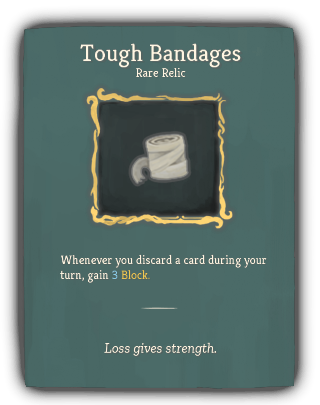 Tough Bandages
Rare Relic
Whenever you discard a card during your
turn, gain 3 Block.
Loss gives strength.